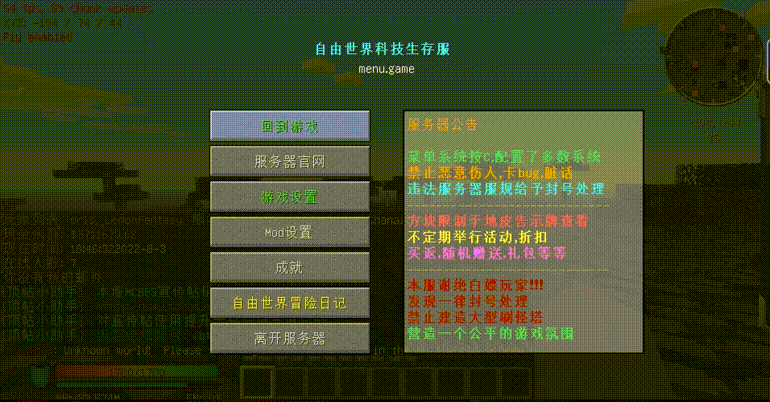 自由世界科技生存服
menu.game
回到游戏
服务器官网
游戏设置
Mod设置
成就
自由世界冒险日记
离开服务器
服务器公告
菜单系统按C,配置了多数系统
禁止恶意伤人,卡bug,脏话
违法服务器服规给予封号处理
方块限制于地皮告示牌查看
不定期举行活动,折扣
买返,随机赠送,礼包等等
本服谢绝白嫖玩家!!!
发现一律封号处理
禁止建造大型刷怪塔
营造一个公平的游戏氛围
Unknown world! Please